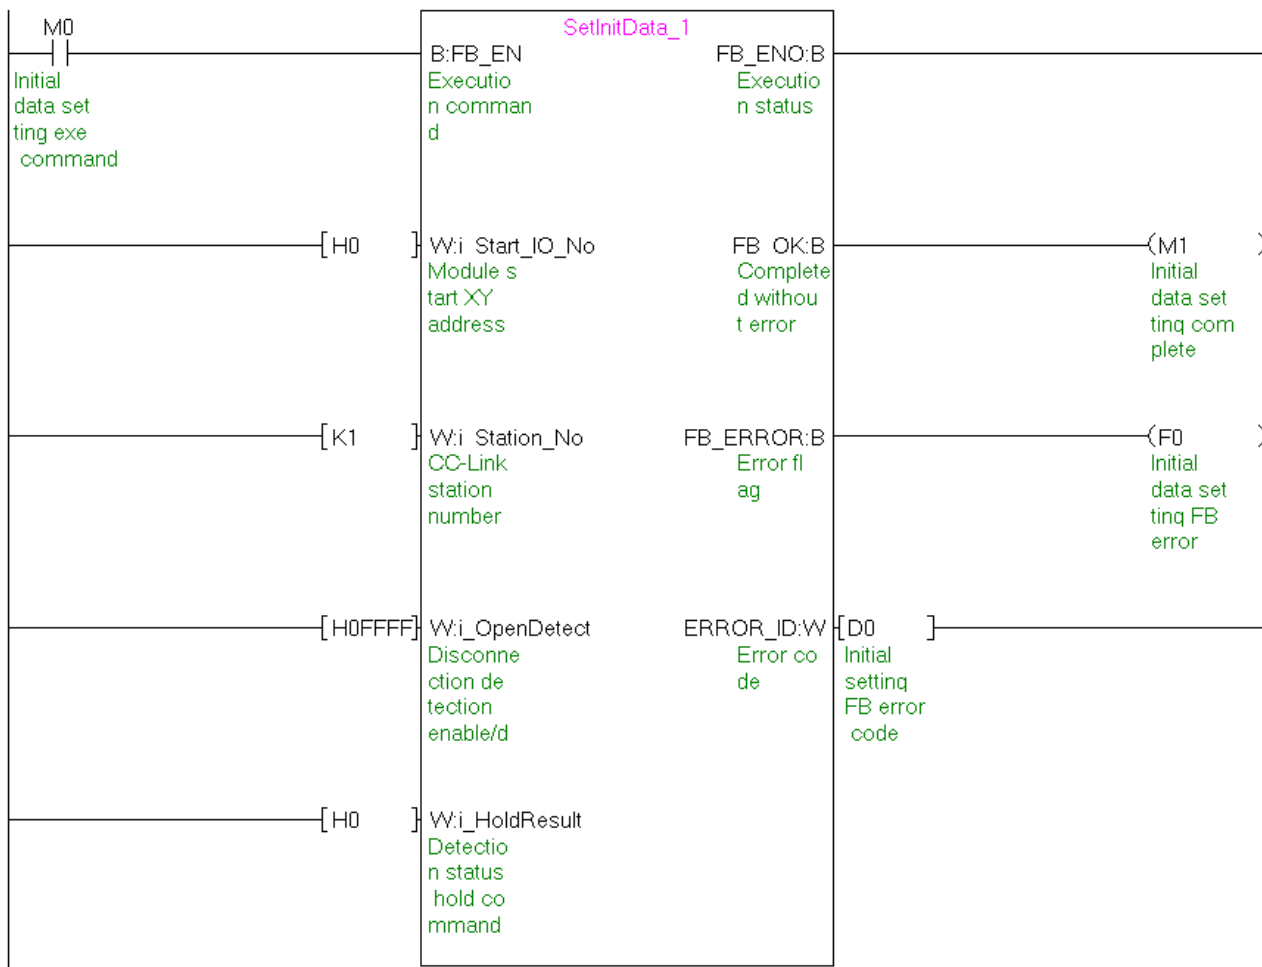 M0
SetInitData_1
B:FB_EN
FB_ENO:B
Initial
data set
ting exe
command
Executio
n comman
d
Executio
n status
[ H0 ]
W:i_Start_IO_No
FB_OK:B
(M1 )
Module s
tart XY
address
Complete
d withou
t error
Initial
data set
ting com
plete
[ K1 ]
W:i_Station_No
FB_ERROR:B
(F0 )
CC-Link
station
number
Error fl
ag
Initial
data set
ting FB
error
[ H0FFFF]
W:i_OpenDetect
ERROR_ID:W
[D0 ]
Disconne
ction de
tection
enable/d
Error co
de
Initial
setting
FB error
code
[ H0 ]
W:i_HoldResult
Detectio
n status
hold co
mmand